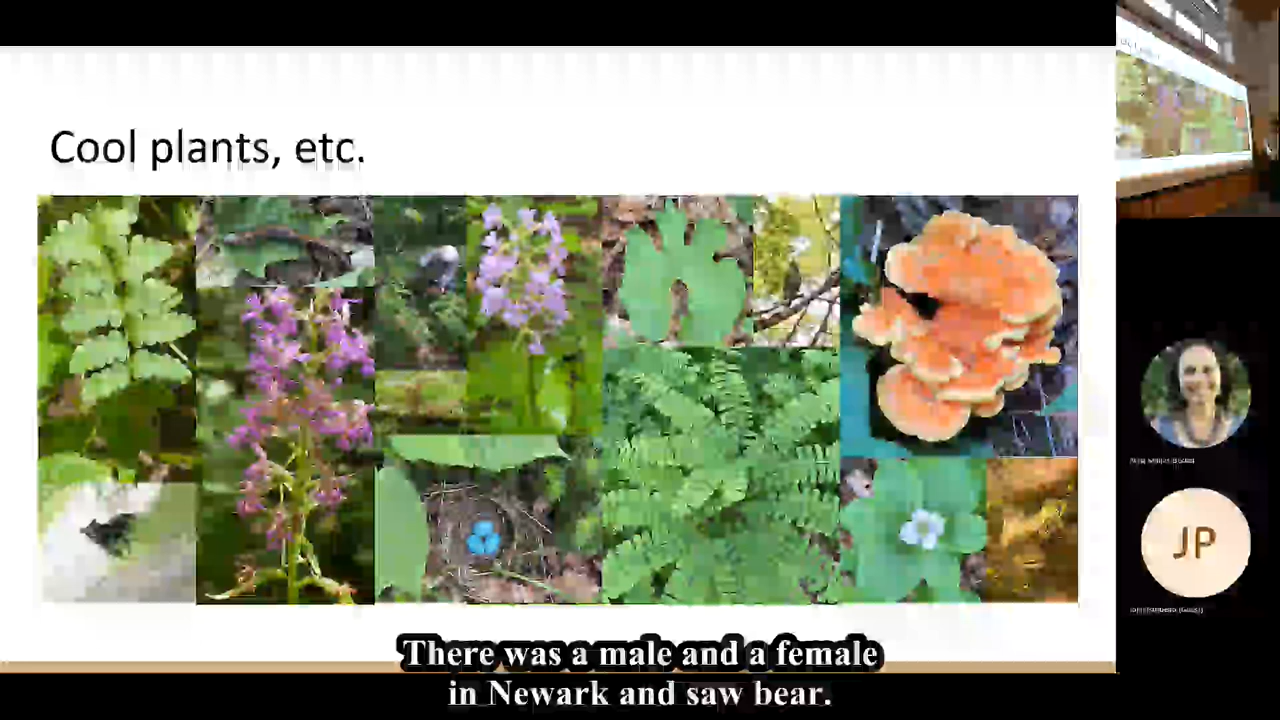 Cool plants, etc.
JP
There was a male and a female
in Newark and saw bear.